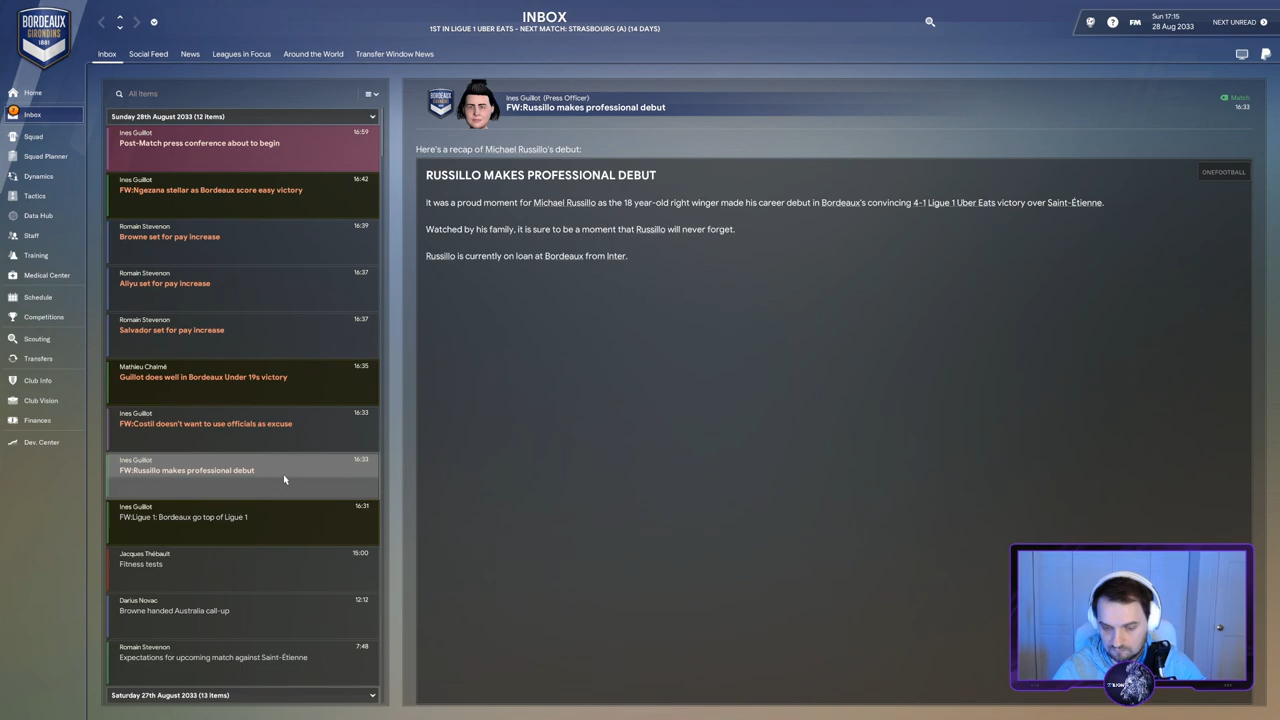 BORDEAUX
GIRONDINS
1881
INBOX
1ST IN LIGUE 1 UBER EATS - NEXT MATCH: STRASBOURG (A) (14 DAYS)
FM
Sun 17:15
28 Aug 2033
NEXT UNREAD
Inbox
Social Feed
News
Leagues in Focus
Around the World
Transfer Window News
Home
Inbox
Squad
Squad Planner
Dynamics
Tactics
Data Hub
Staff
Training
Medical Center
Schedule
Competitions
Scouting
Transfers
Club Info
Club Vision
Finances
Dev. Center
All Items
Sunday 28th August 2033 (12 items)
Ines Guillot 16:59
Post-Match press conference about to begin
Ines Guillot 16:42
FW:Ngezana stellar as Bordeaux score easy victory
Romain Stevenon 16:39
Browne set for pay increase
Romain Stevenon 16:37
Aliyu set for pay increase
Romain Stevenon 16:37
Salvador set for pay increase
Mathieu Chalmé 16:35
Guillot does well in Bordeaux Under 19s victory
Ines Guillot 16:33
FW:Costil doesn't want to use officials as excuse
Ines Guillot 16:33
FW:Russillo makes professional debut
Ines Guillot 16:31
FW:Ligue 1: Bordeaux go top of Ligue 1
Jacques Thébault 15:00
Fitness tests
Darius Novac 12:12
Browne handed Australia call-up
Romain Stevenon 7:48
Expectations for upcoming match against Saint-Étienne
Saturday 27th August 2033 (13 items)
Ines Guillot (Press Officer)
FW:Russillo makes professional debut
Match
16:33
Here's a recap of Michael Russillo's debut:
RUSSILLO MAKES PROFESSIONAL DEBUT
ONEFOOTBALL
It was a proud moment for Michael Russillo as the 18 year-old right winger made his career debut in Bordeaux's convincing 4-1 Ligue 1 Uber Eats victory over Saint-Étienne.
Watched by his family, it is sure to be a moment that Russillo will never forget.
Russillo is currently on loan at Bordeaux from Inter.